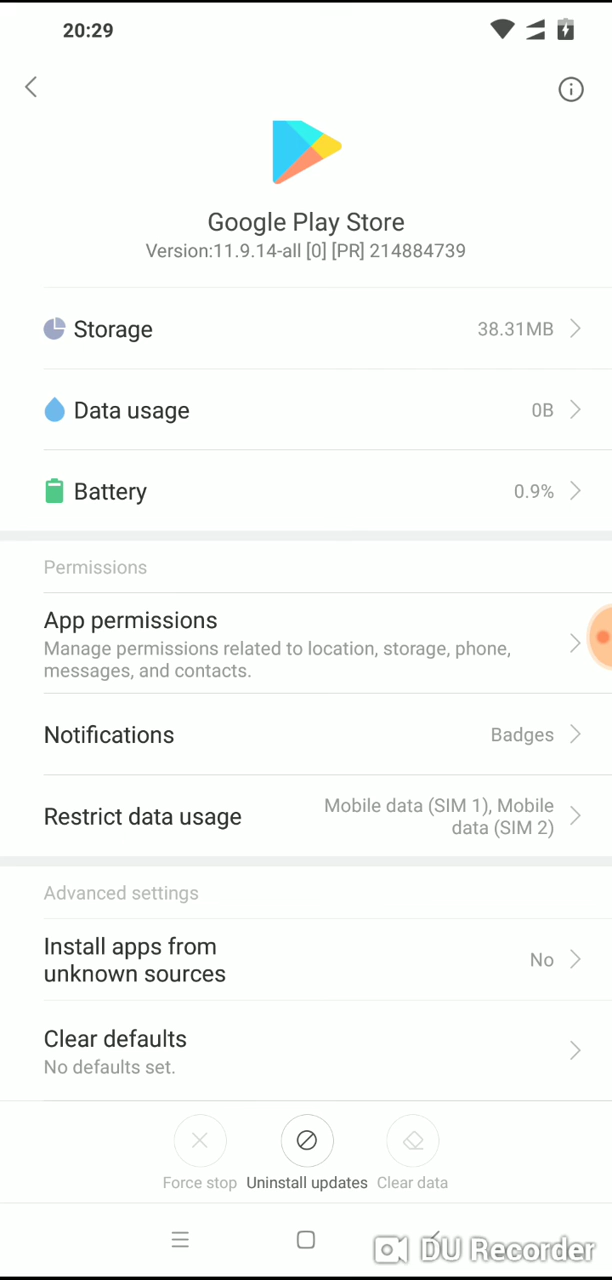 20:29
Google Play Store
Version:11.9.14-all [0] [PR] 214884739
Storage 38.31MB
Data usage 0B
Battery 0.9%
Permissions
App permissions
Manage permissions related to location, storage, phone,
messages, and contacts.
Notifications Badges
Restrict data usage Mobile data (SIM 1), Mobile
data (SIM 2)
Advanced settings
Install apps from
unknown sources No
Clear defaults
No defaults set.
Force stop Uninstall updates Clear data
DU Recorder